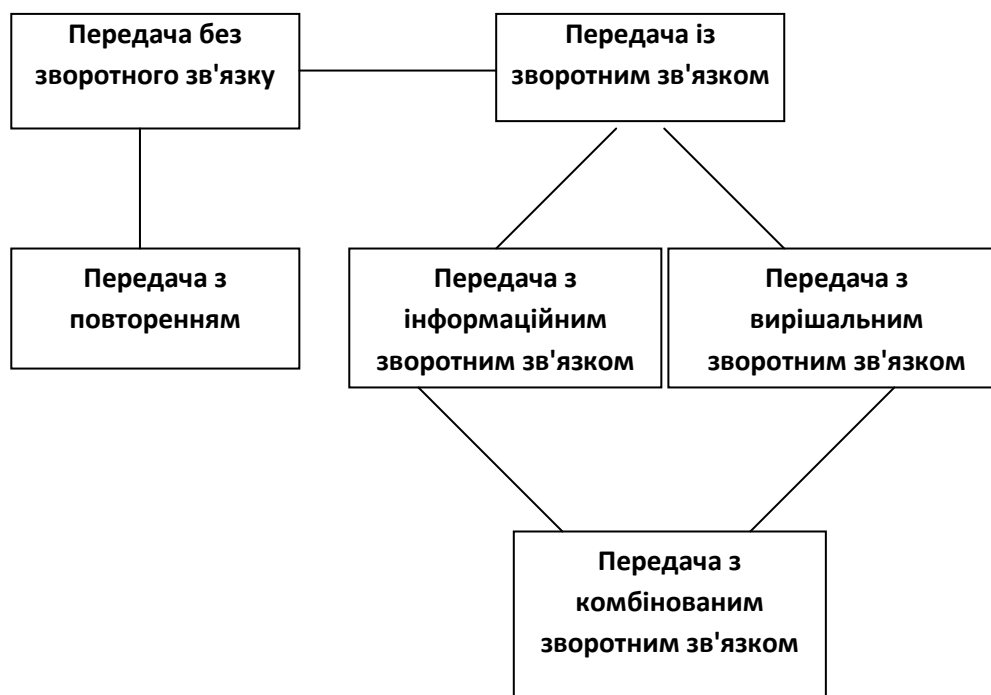 Передача без
зворотного зв'язку
Передача із
зворотним зв'язком
Передача з
повторенням
Передача з
інформаційним
зворотним зв'язком
Передача з
вирішальним
зворотним зв'язком
Передача з
комбінованим
зворотним зв'язком